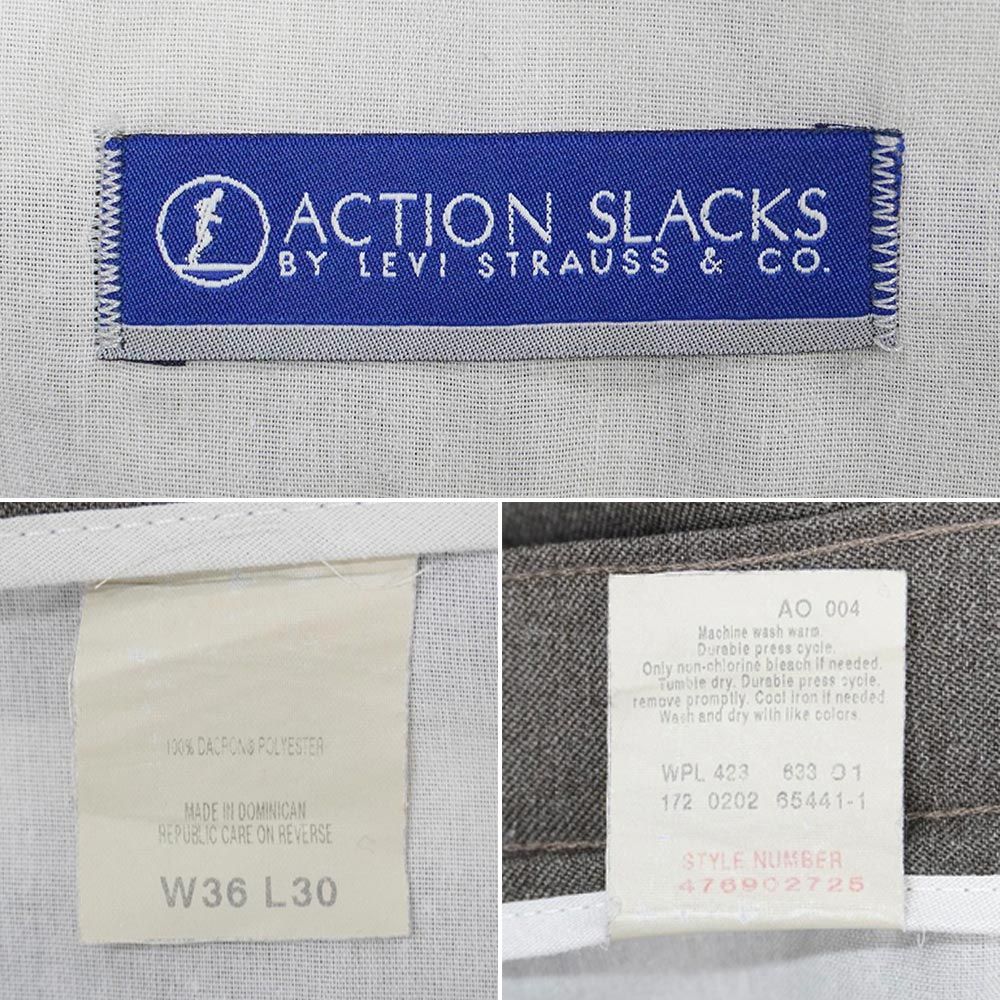 ACTION SLACKS
BY LEVI STRAUSS & CO.
100% DACRON® POLYESTER
MADE IN DOMINICAN
REPUBLIC CARE ON REVERSE
W36 L30
AO 004
Machine wash warm.
Durable press cycle.
Only non-chlorine bleach if needed.
Tumble dry. Durable press cycle,
remove promptly. Cool iron if needed
Wash and dry with like colors.
WPL 423 633 01
172 0202 65441-1
STYLE NUMBER
476902725